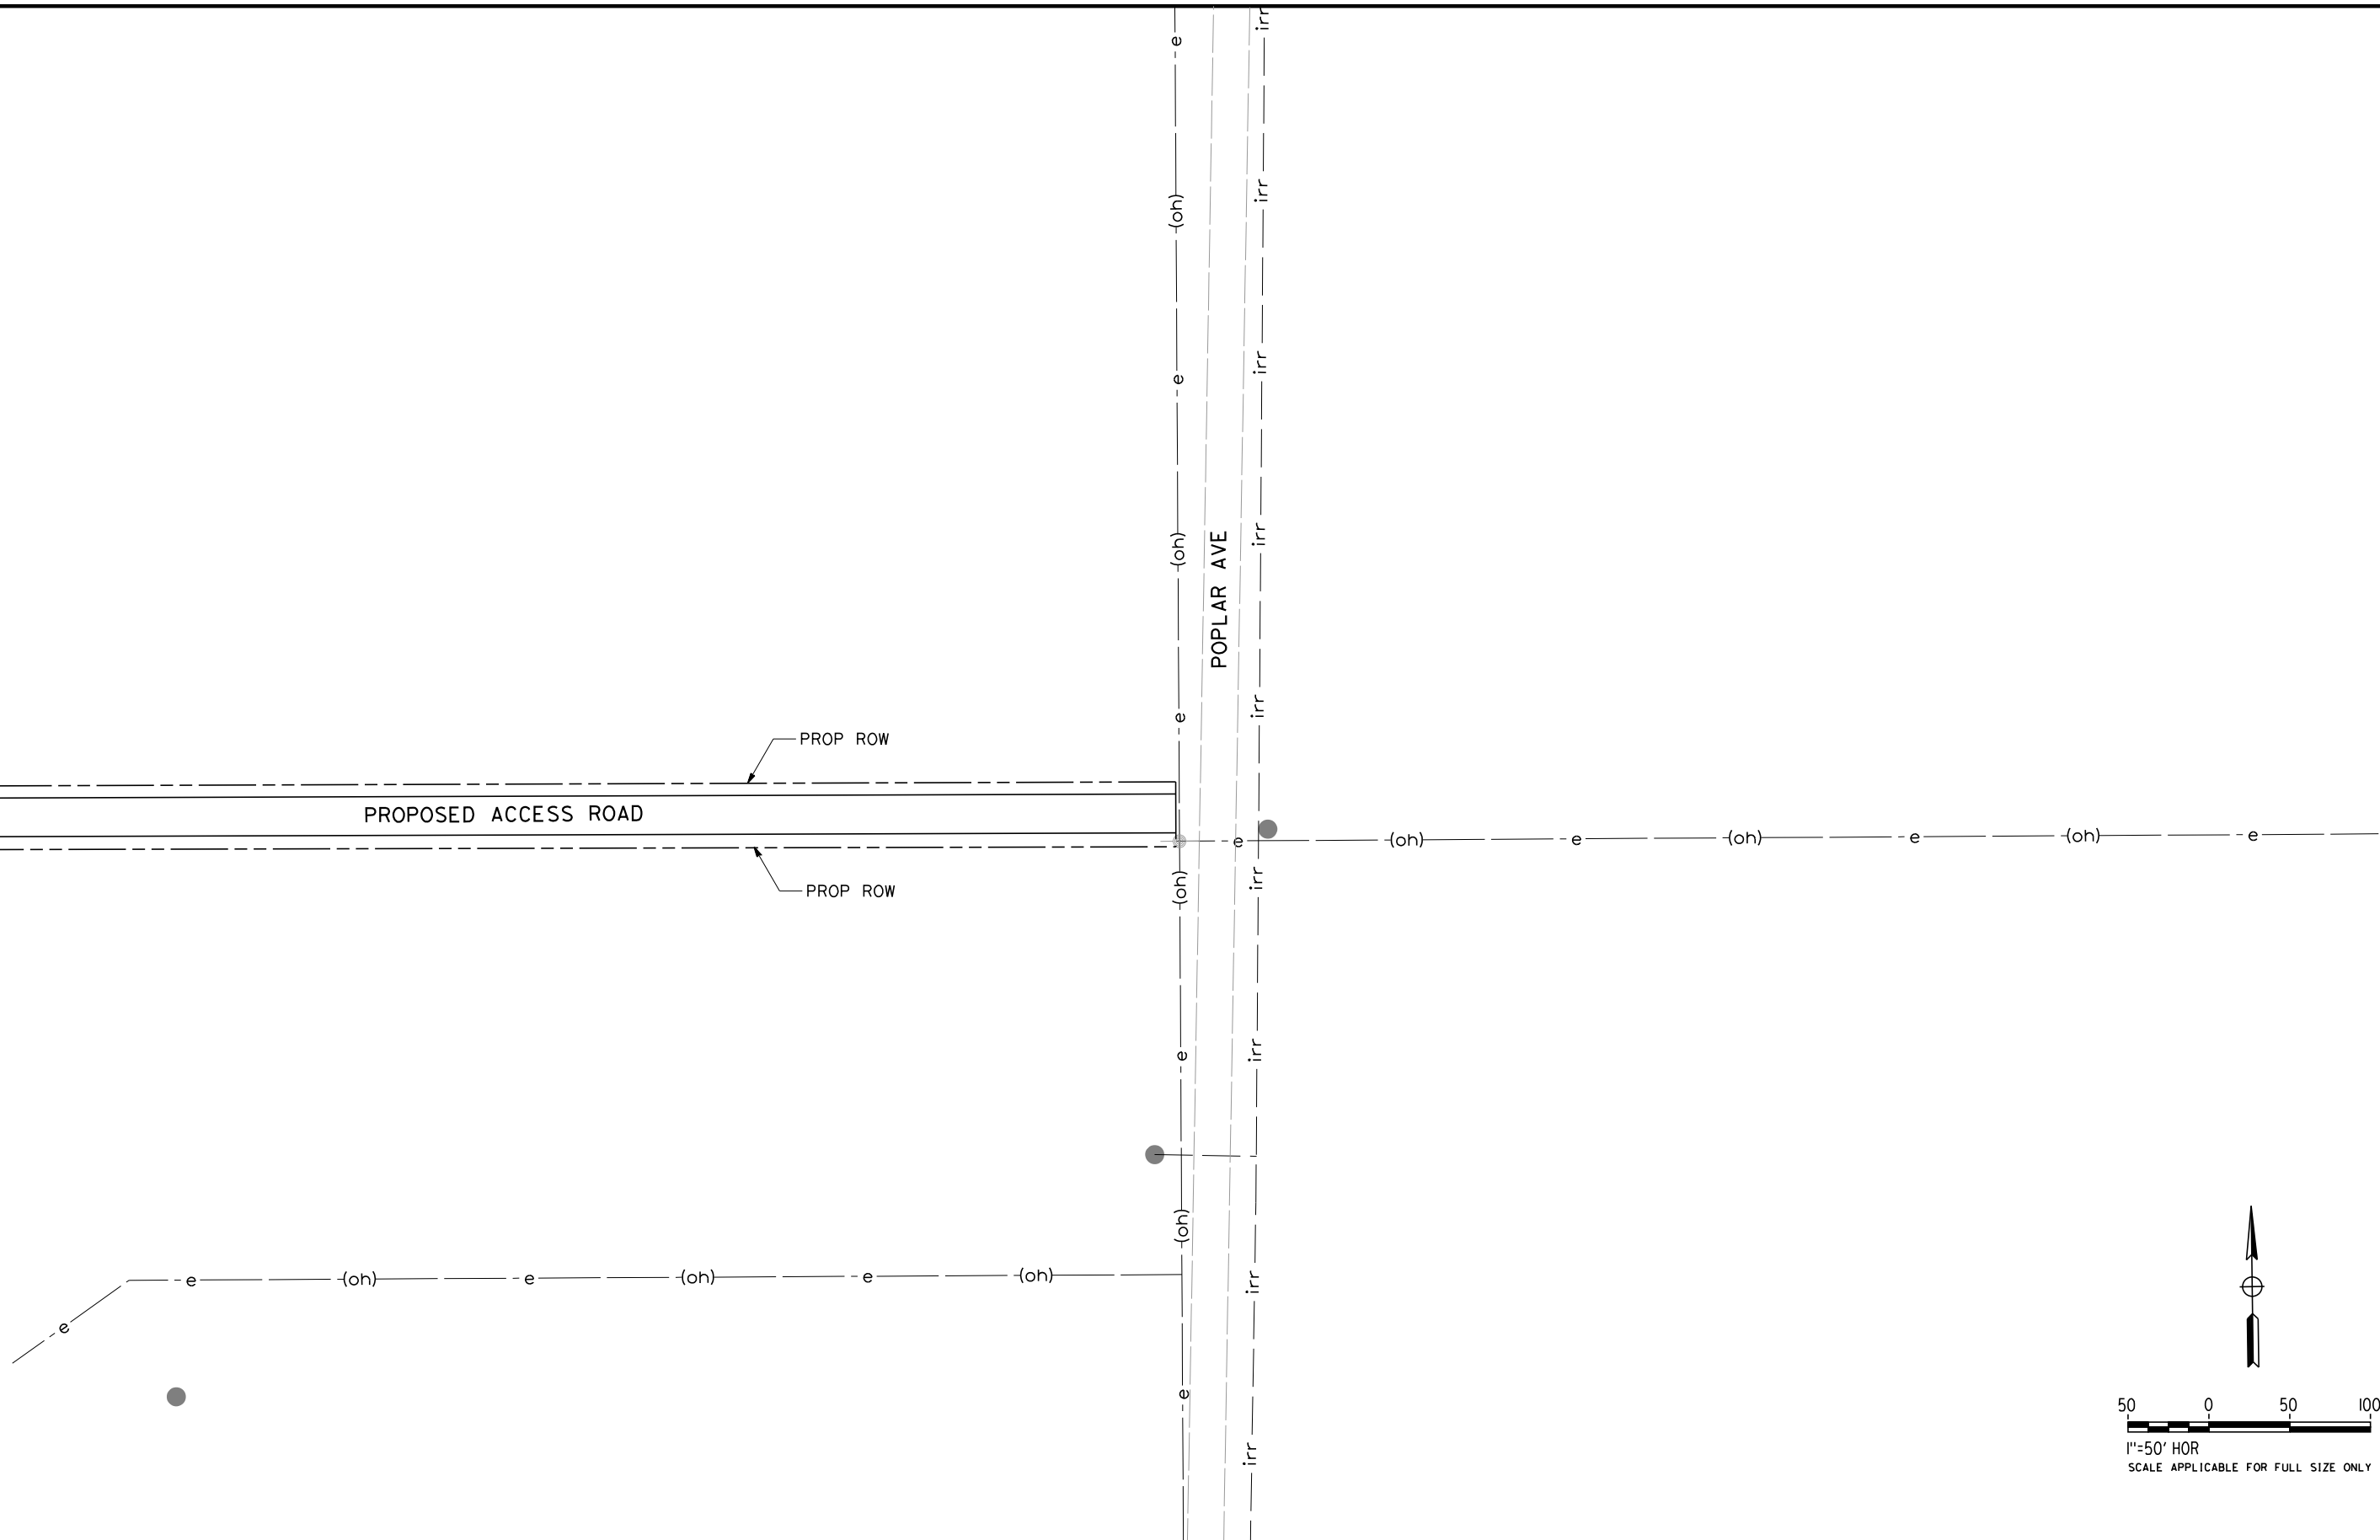 e
irr
(oh)
irr
e
irr
(oh)
irr
POPLAR AVE
irr
e
PROP ROW
PROPOSED ACCESS ROAD
e
(oh)
e
(oh)
e
(oh)
e
(oh)
irr
PROP ROW
e
irr
(oh)
e
(oh)
e
(oh)
e
(oh)
irr
e
e
irr
50 0 50 100
1"=50' HOR
SCALE APPLICABLE FOR FULL SIZE ONLY